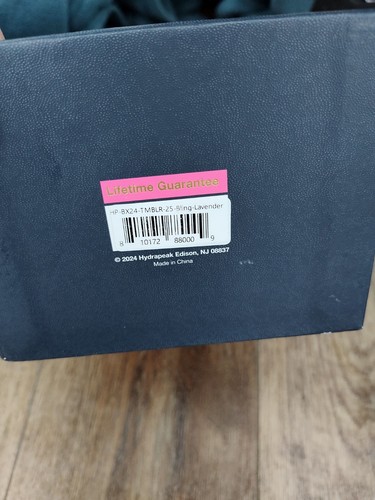 Lifetime Guarantee
HP-BX24-TMBLR-25-Bling-Lavender
8 10172 88000 9
© 2024 Hydrapeak Edison, NJ 08837
Made in China